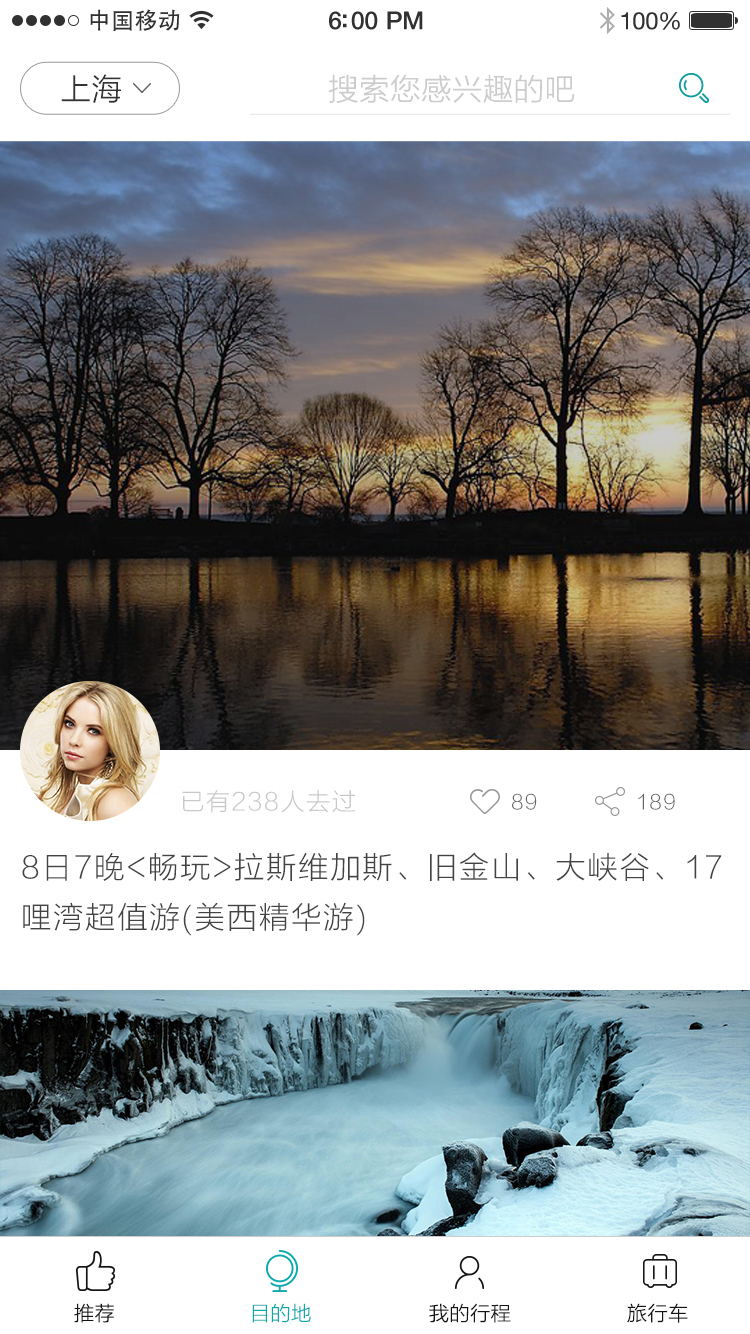 中国移动 6:00 PM 100%
上海 搜索您感兴趣的吧
已有238人去过 89 189
8日7晚<畅玩>拉斯维加斯、旧金山、大峡谷、17
哩湾超值游(美西精华游)
推荐 目的地 我的行程 旅行车